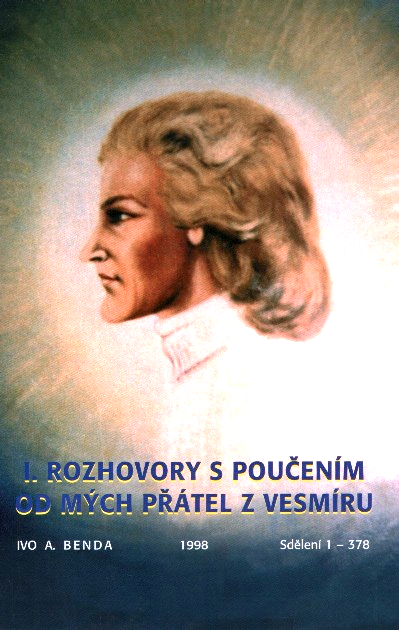 I. ROZHOVORY S POUČENÍM
OD MÝCH PŘÁTEL Z VESMÍRU
IVO A. BENDA 1998 Sdělení 1 – 378